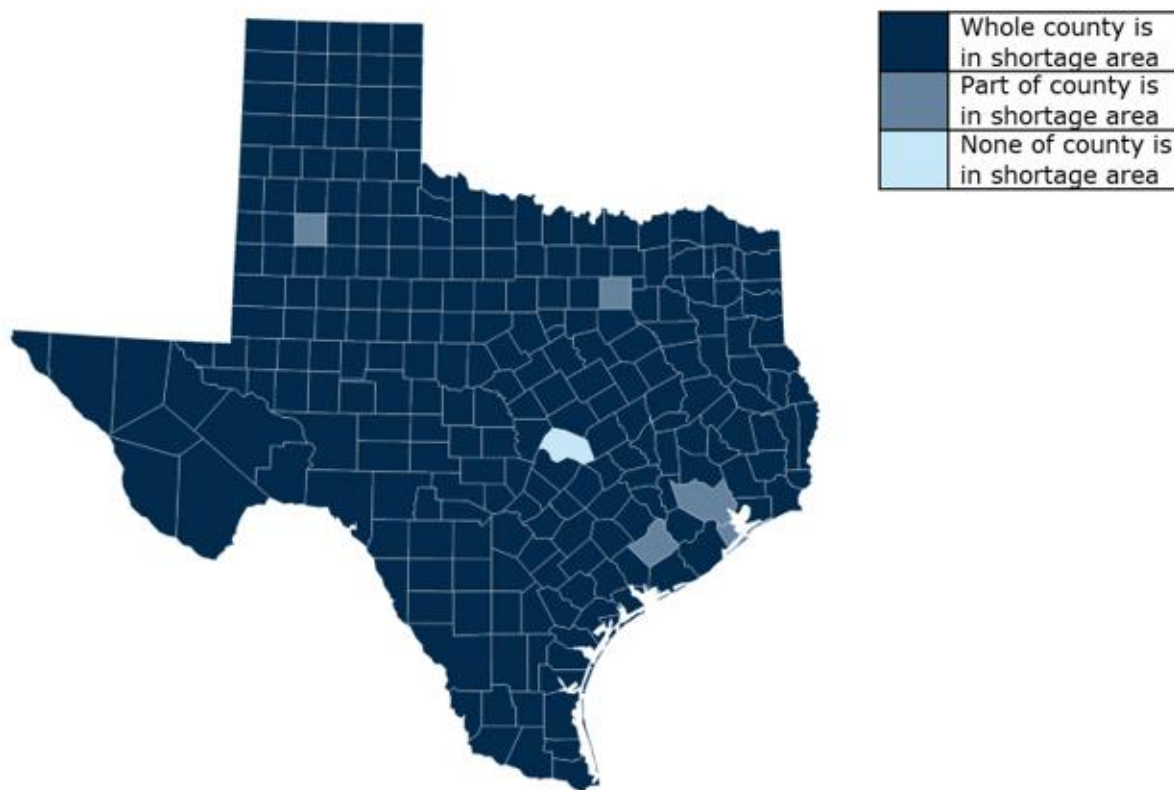 Whole county is
in shortage area
Part of county is
in shortage area
None of county is
in shortage area